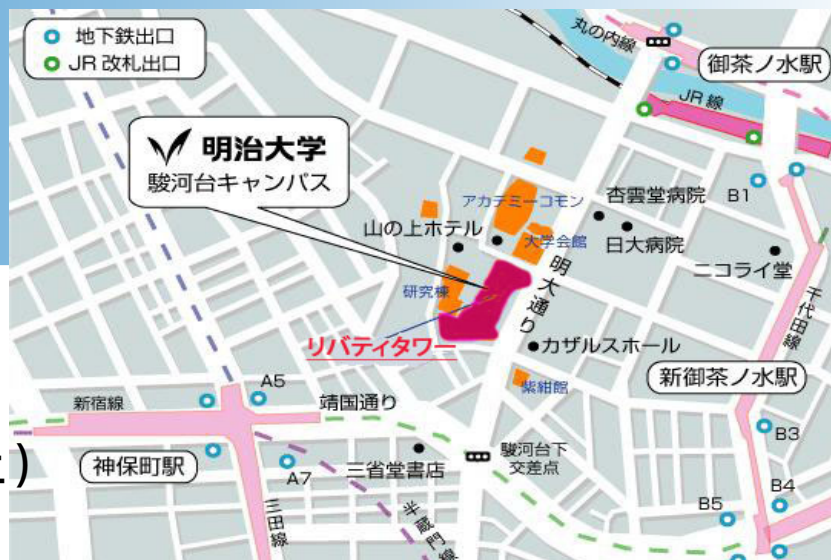 地下鉄出口
JR改札出口
丸の内線
御茶ノ水駅
JR線
明治大学
駿河台キャンパス
アカデミーコモン
杏雲堂病院
B1
山の上ホテル
大学会館
日大病院
ニコライ堂
研究棟
明大通り
千代田線
リバティタワー
カザルスホール
新御茶ノ水駅
紫紺館
A5
新宿線
靖国通り
B3
神保町駅
A7
三省堂書店
駿河台下
交差点
B4
B5
三田線
半蔵門線
)